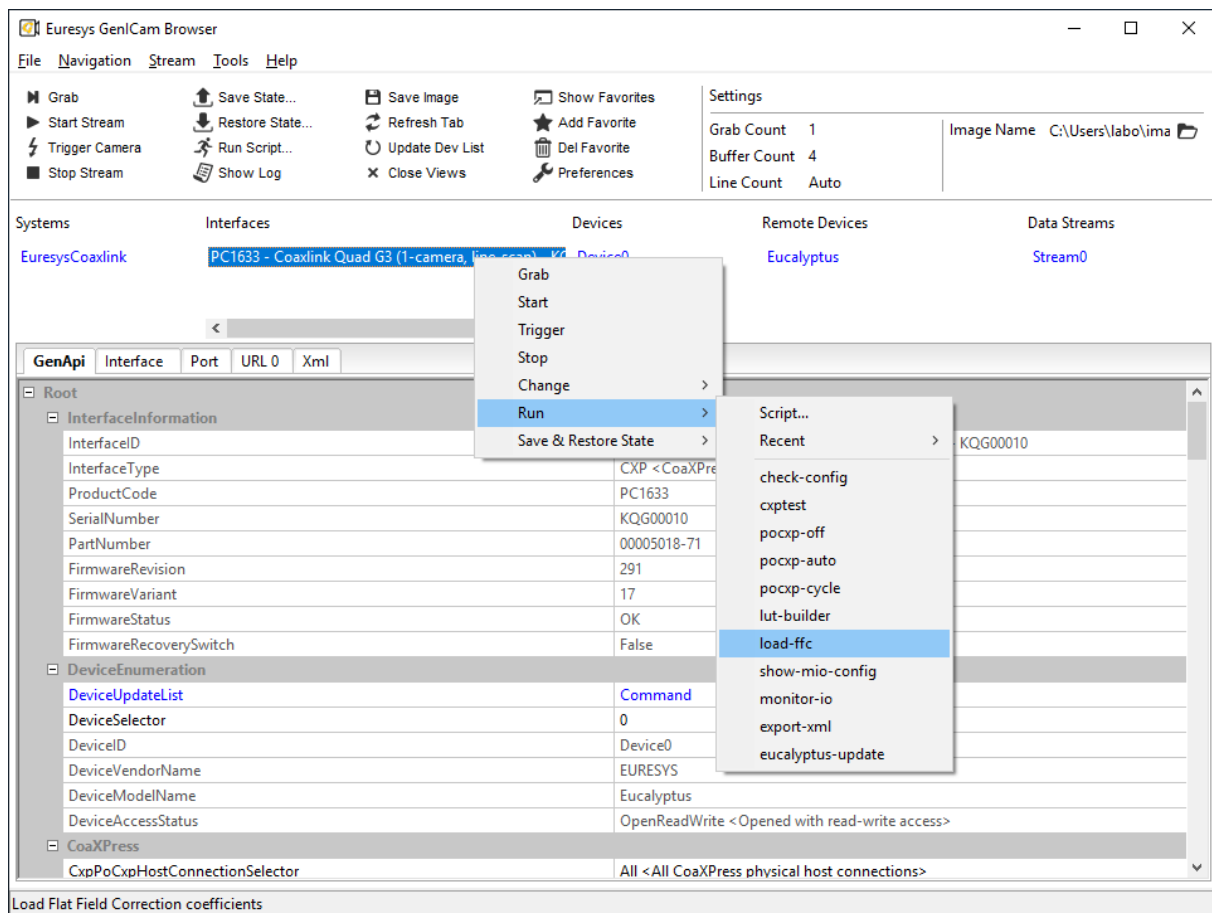 Euresys GenICam Browser
File Navigation Stream Tools Help
Grab Save State... Save Image Show Favorites Settings
Start Stream Restore State... Refresh Tab Add Favorite Grab Count 1 Image Name C:\Users\labo\ima
Trigger Camera Run Script... Update Dev List Del Favorite Buffer Count 4
Stop Stream Show Log Close Views Preferences Line Count Auto
Systems Interfaces Devices Remote Devices Data Streams
EuresysCoaxlink PC1633 - Coaxlink Quad G3 (1-camera, line-scan) - KQ Device0 Eucalyptus Stream0
Grab
Start
Trigger
Stop
Change
Run
Save & Restore State
Script...
Recent
check-config
cxptest
pocxp-off
pocxp-auto
pocxp-cycle
lut-builder
load-ffc
show-mio-config
monitor-io
export-xml
eucalyptus-update
GenApi Interface Port URL 0 Xml
Root
InterfaceInformation
InterfaceID - KQG00010
InterfaceType CXP <CoaXPre
ProductCode PC1633
SerialNumber KQG00010
PartNumber 00005018-71
FirmwareRevision 291
FirmwareVariant 17
FirmwareStatus OK
FirmwareRecoverySwitch False
DeviceEnumeration
DeviceUpdateList Command
DeviceSelector 0
DeviceID Device0
DeviceVendorName EURESYS
DeviceModelName Eucalyptus
DeviceAccessStatus OpenReadWrite <Opened with read-write access>
CoaXPress
CxpPoCxpHostConnectionSelector All <All CoaXPress physical host connections>
Load Flat Field Correction coefficients